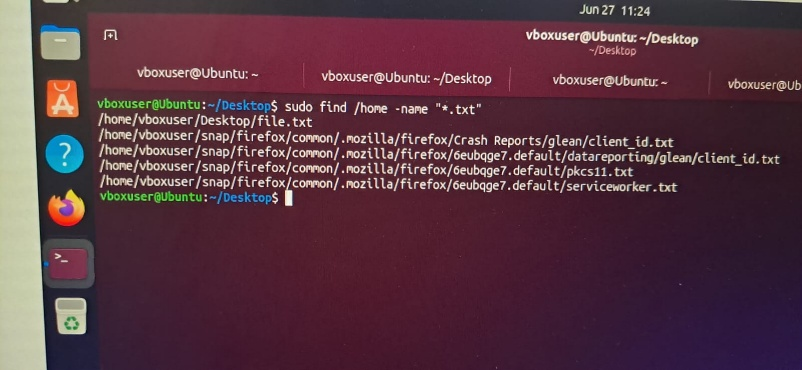 Jun 27 11:24
vboxuser@Ubuntu: ~/Desktop
~/Desktop
vboxuser@Ubuntu: ~
vboxuser@Ubuntu: ~/Desktop
vboxuser@Ubuntu: ~
vboxuser@Ub
vboxuser@Ubuntu:~/Desktop$ sudo find /home -name "*.txt"
/home/vboxuser/Desktop/file.txt
/home/vboxuser/snap/firefox/common/.mozilla/firefox/Crash Reports/glean/client_id.txt
/home/vboxuser/snap/firefox/common/.mozilla/firefox/6eubqge7.default/datareporting/glean/client_id.txt
/home/vboxuser/snap/firefox/common/.mozilla/firefox/6eubqge7.default/pkcs11.txt
/home/vboxuser/snap/firefox/common/.mozilla/firefox/6eubqge7.default/serviceworker.txt
vboxuser@Ubuntu:~/Desktop$